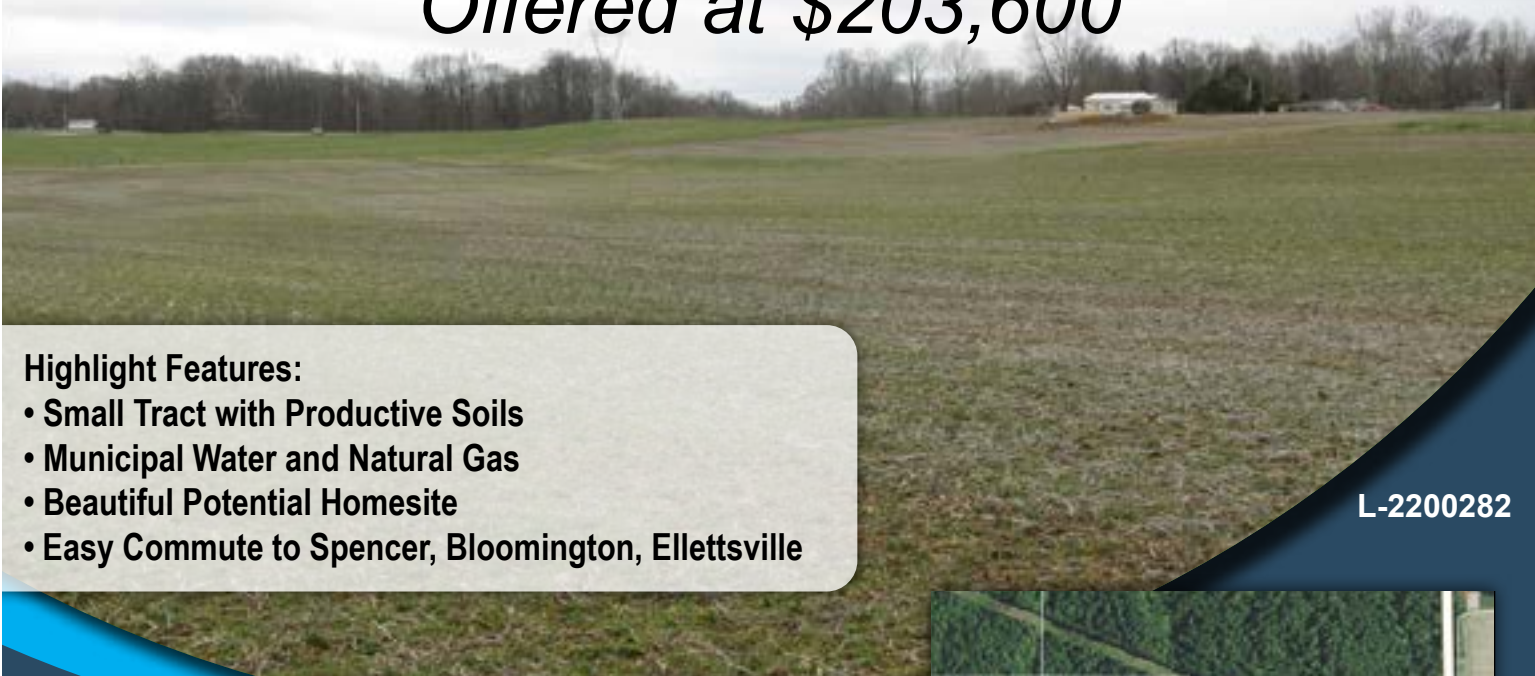 Offered at $203,600
Highlight Features:
• Small Tract with Productive Soils
• Municipal Water and Natural Gas
• Beautiful Potential Homesite
• Easy Commute to Spencer, Bloomington, Ellettsville
L-2200282